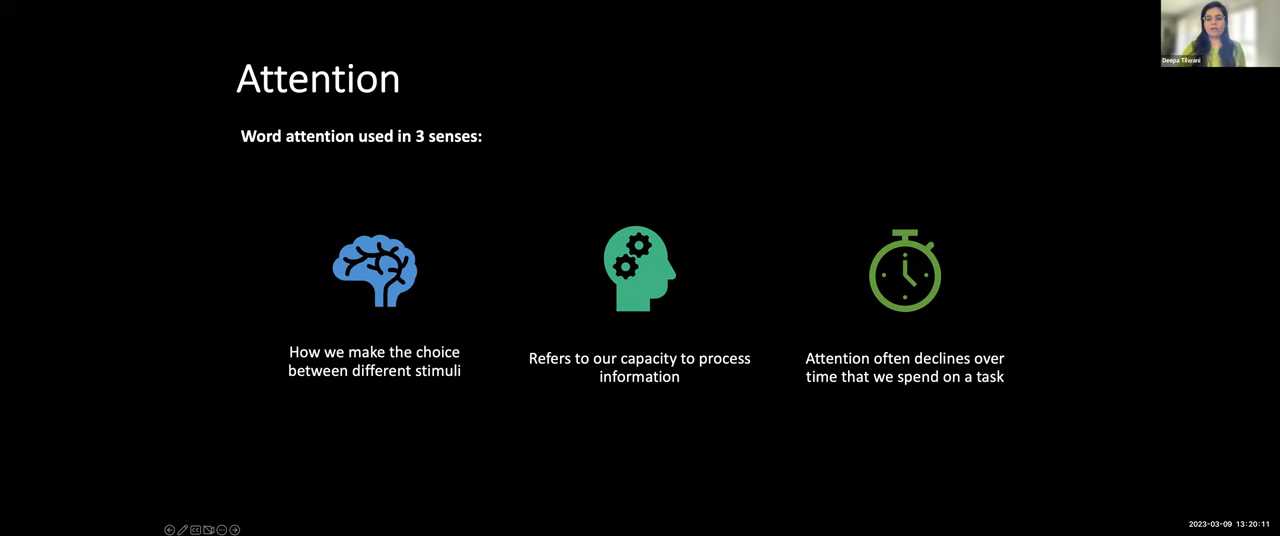 Deepa Tilwani
Attention
Word attention used in 3 senses:
How we make the choice
between different stimuli
Refers to our capacity to process
information
Attention often declines over
time that we spend on a task
2023-03-09 13:20:11